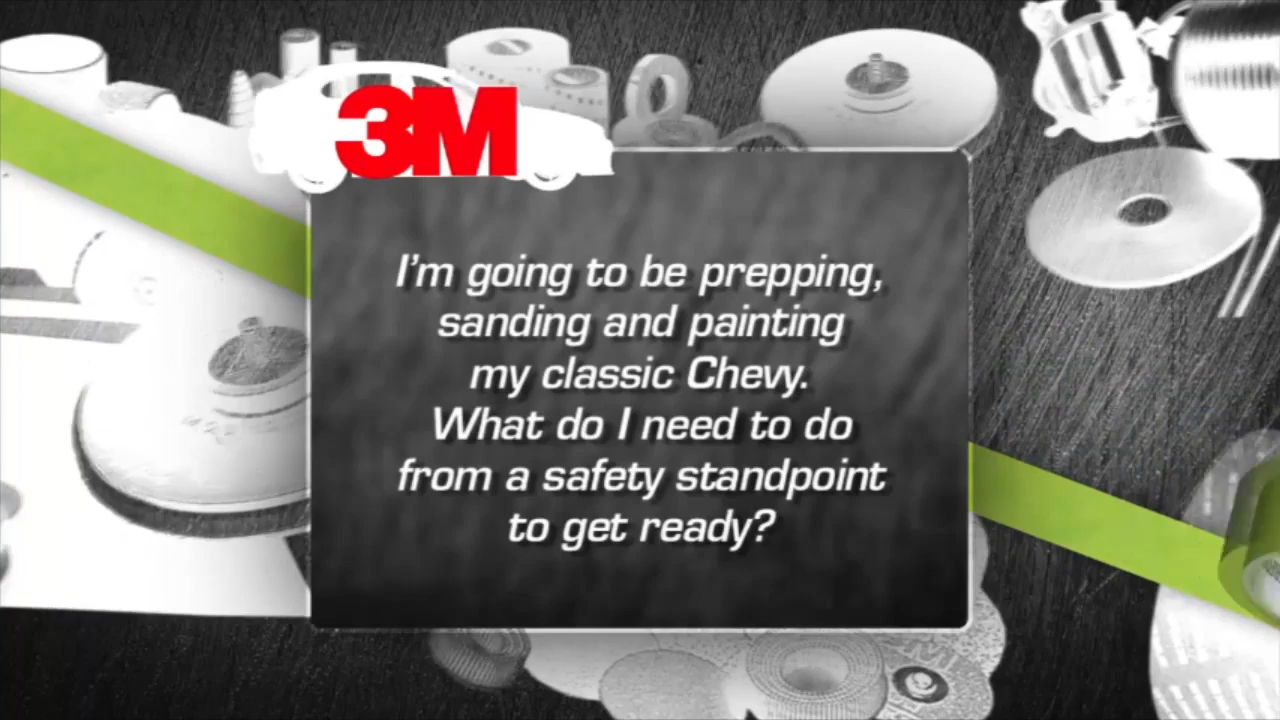 3M
I'm going to be prepping,
sanding and painting
my classic Chevy.
What do I need to do
from a safety standpoint
to get ready?